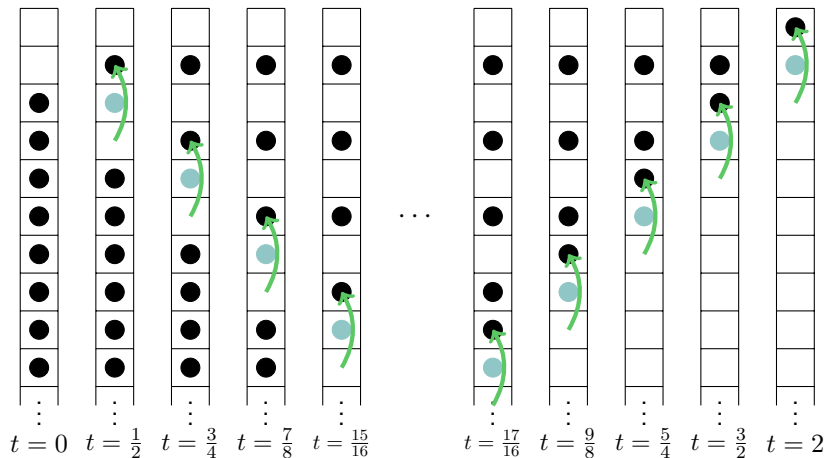 ⋯
⋮ ⋮ ⋮ ⋮ ⋮ ⋮ ⋮ ⋮ ⋮ ⋮
t = 0 t = 1/2 t = 3/4 t = 7/8 t = 15/16 t = 17/16 t = 9/8 t = 5/4 t = 3/2 t = 2